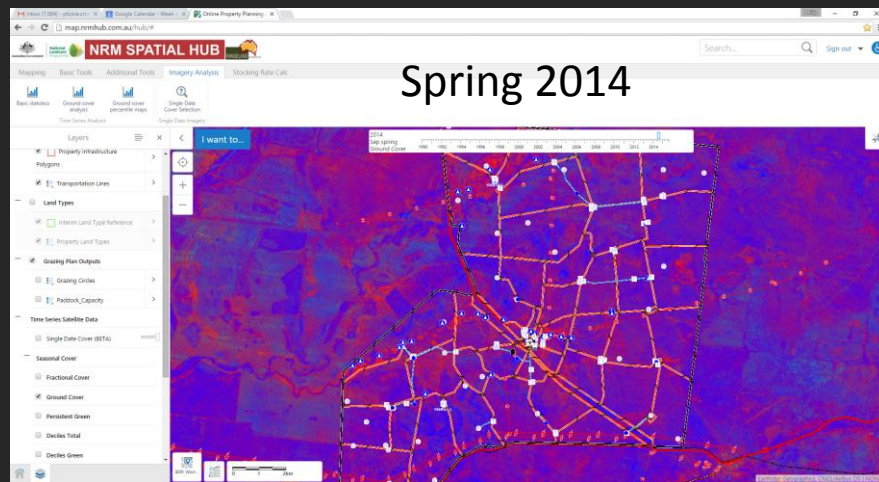 Google Calendar - Week
Online Property Planning
map.nrmhub.com.au/hub/#
NRM SPATIAL HUB
Search...
Sign out
Mapping
Basic Tools
Additional Tools
Imagery Analysis
Stocking Rate Calc
Spring 2014
Basic statistics
Ground cover analysis
Ground cover percentile maps
Single Date Cover Selection
Time Series Analysis
Single Date Imagery
Layers
I want to...
2014
Sep spring
Ground Cover
1990 1992 1994 1996 1998 2000 2002 2004 2006 2008 2010 2012 2014
Property Infrastructure
Polygons
Transportation Lines
Land Types
Interim Land Type Reference
Property Land Types
Grazing Plan Outputs
Grazing Circles
Paddock_Capacity
Time Series Satellite Data
Single Date Cover (BETA)
Seasonal Cover
Fractional Cover
Ground Cover
Persistent Green
Deciles Total
Deciles Green
0 1 2km